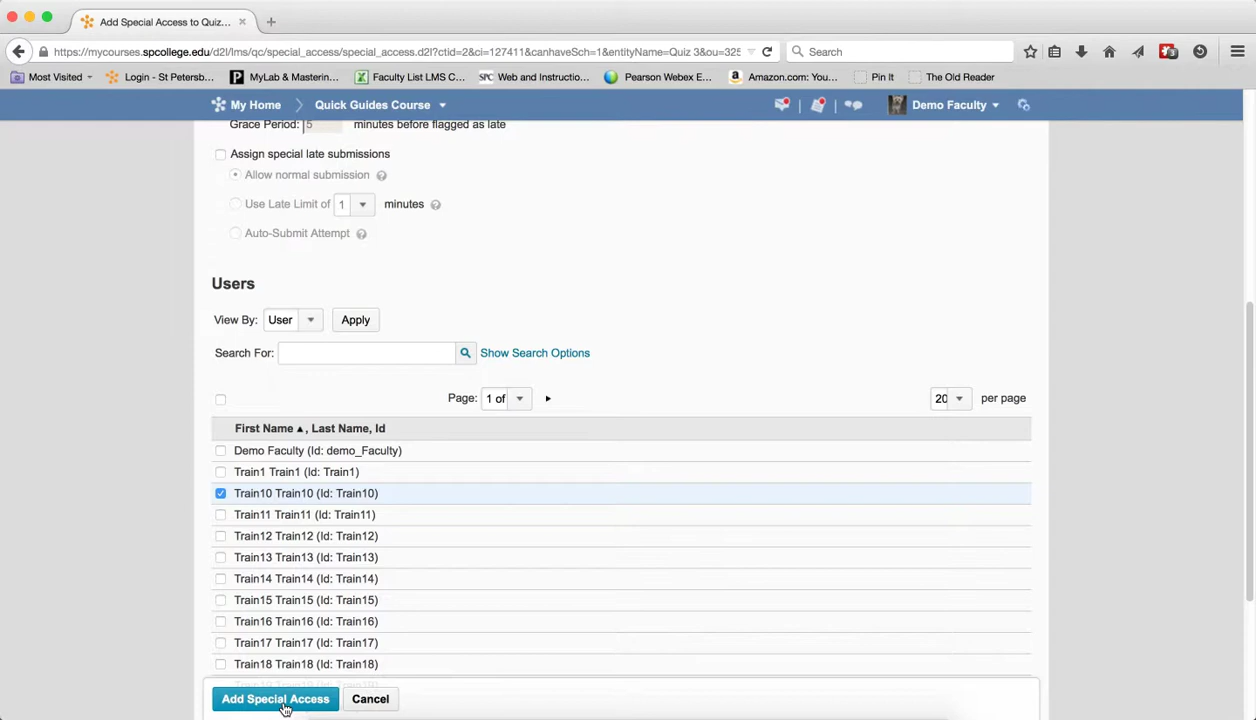 Add Special Access to Quiz...
https://mycourses.spcollege.edu/d2l/lms/qc/special_access/special_access.d2l?ctid=2&ci=127411&canhaveSch=1&entityName=Quiz 3&ou=325
Search
3
Most Visited
Login - St Petersb...
MyLab & Mastering...
Faculty List LMS C...
SPC Web and Instructio...
Pearson Webex E...
Amazon.com: You...
Pin It
The Old Reader
My Home
Quick Guides Course
Demo Faculty
Grace Period: 5 minutes before flagged as late
Assign special late submissions
Allow normal submission
Use Late Limit of 1 minutes
Auto-Submit Attempt
Users
View By: User Apply
Search For: Show Search Options
Page: 1 of 20 per page
First Name ▲, Last Name, Id
Demo Faculty (Id: demo_Faculty)
Train1 Train1 (Id: Train1)
Train10 Train10 (Id: Train10)
Train11 Train11 (Id: Train11)
Train12 Train12 (Id: Train12)
Train13 Train13 (Id: Train13)
Train14 Train14 (Id: Train14)
Train15 Train15 (Id: Train15)
Train16 Train16 (Id: Train16)
Train17 Train17 (Id: Train17)
Train18 Train18 (Id: Train18)
Add Special Access Cancel